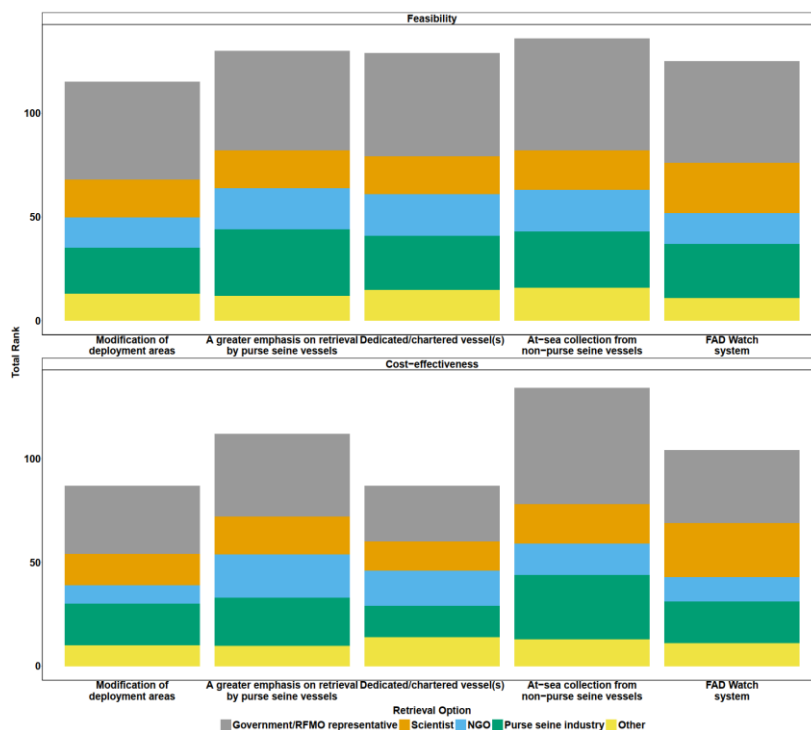 Feasibility
100
50
0
Modification of
deployment areas
A greater emphasis on retrieval
by purse seine vessels
Dedicated/chartered vessel(s)
At−sea collection from
non−purse seine vessels
FAD Watch
system
Total Rank
Cost−effectiveness
100
50
0
Modification of
deployment areas
A greater emphasis on retrieval
by purse seine vessels
Dedicated/chartered vessel(s)
At−sea collection from
non−purse seine vessels
FAD Watch
system
Retrieval Option
Government/RFMO representative Scientist NGO Purse seine industry Other